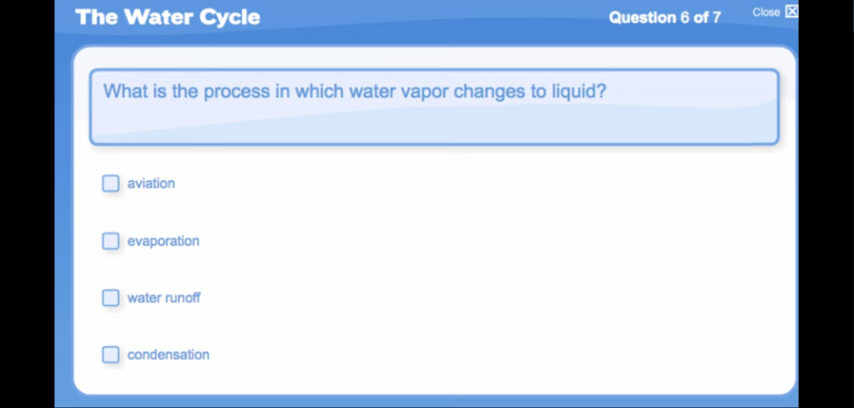 The Water Cycle
Question 6 of 7
Close
What is the process in which water vapor changes to liquid?
aviation
evaporation
water runoff
condensation